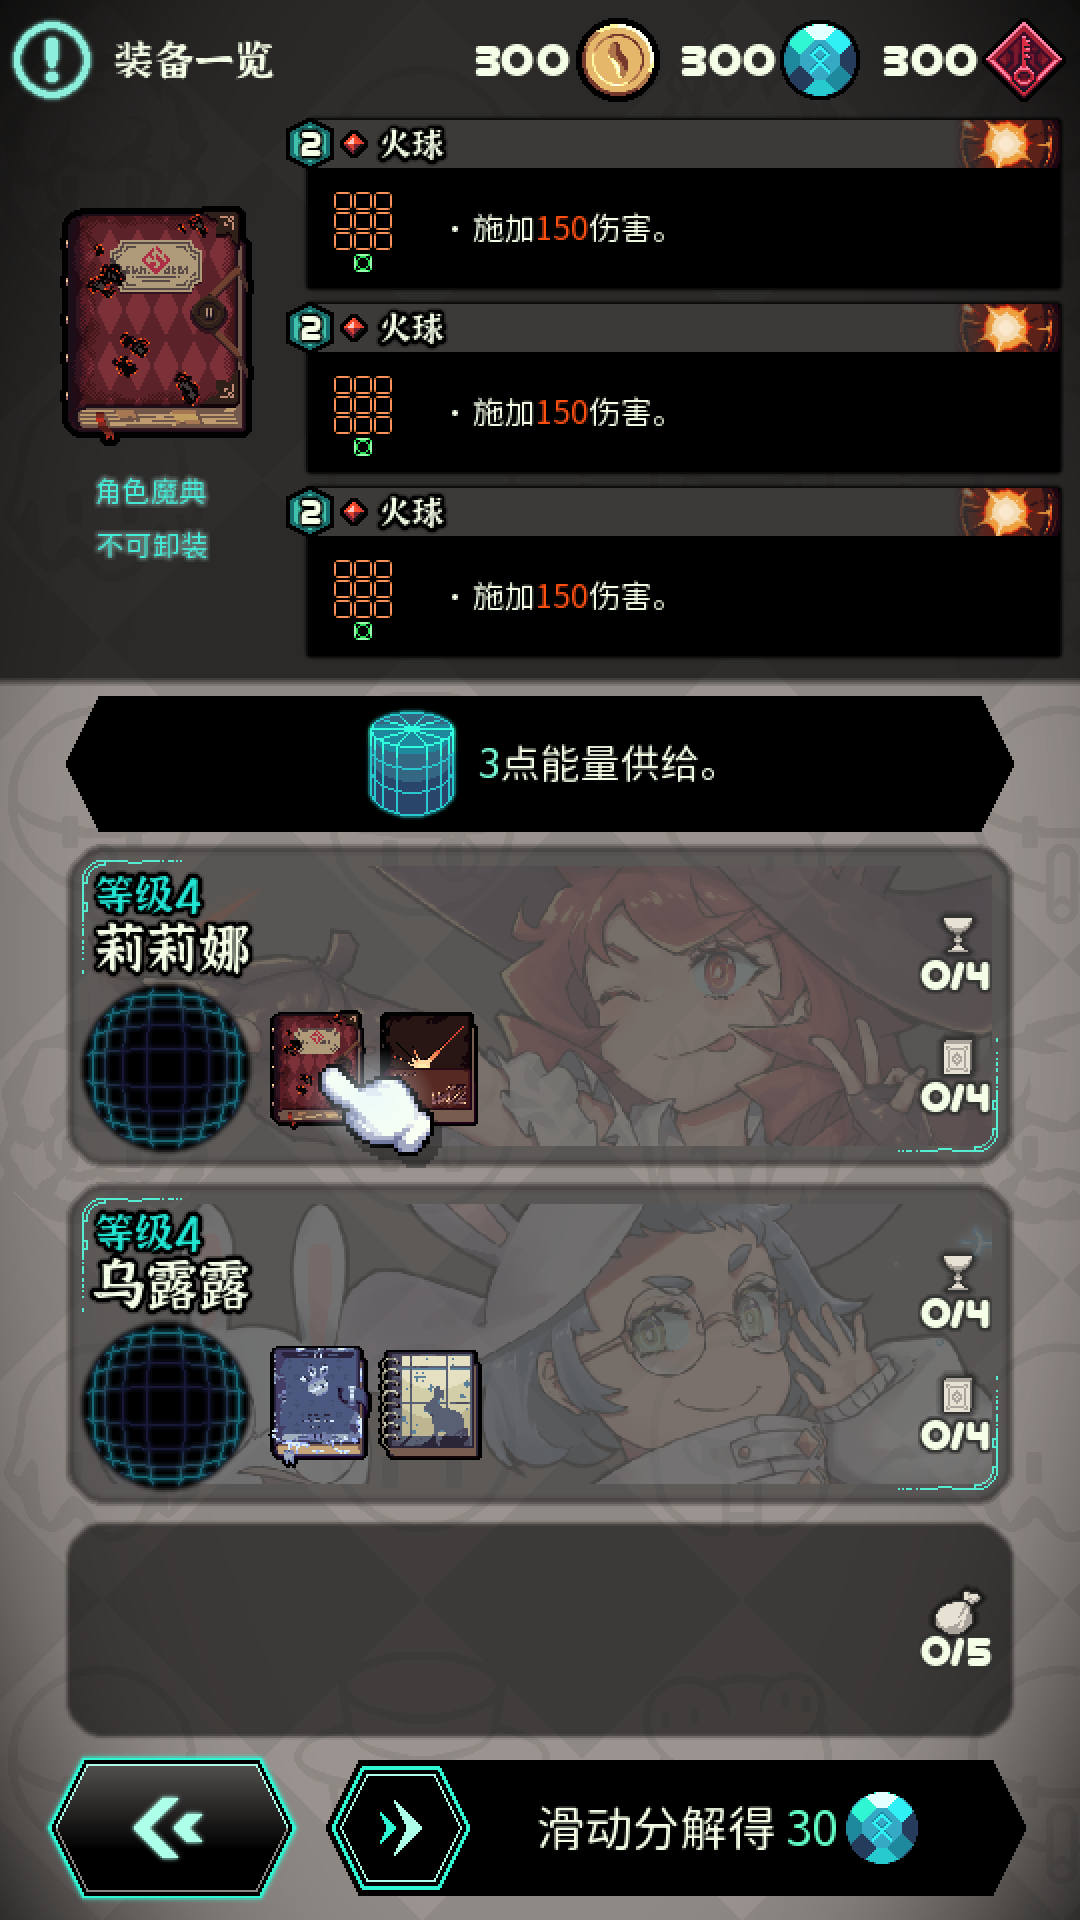 装备一览
300 300 300
2 火球
・施加150伤害。
2 火球
・施加150伤害。
2 火球
・施加150伤害。
角色魔典
不可卸装
3点能量供给。
等级4
莉莉娜
0/4
0/4
等级4
乌露露
0/4
0/4
0/5
滑动分解得 30